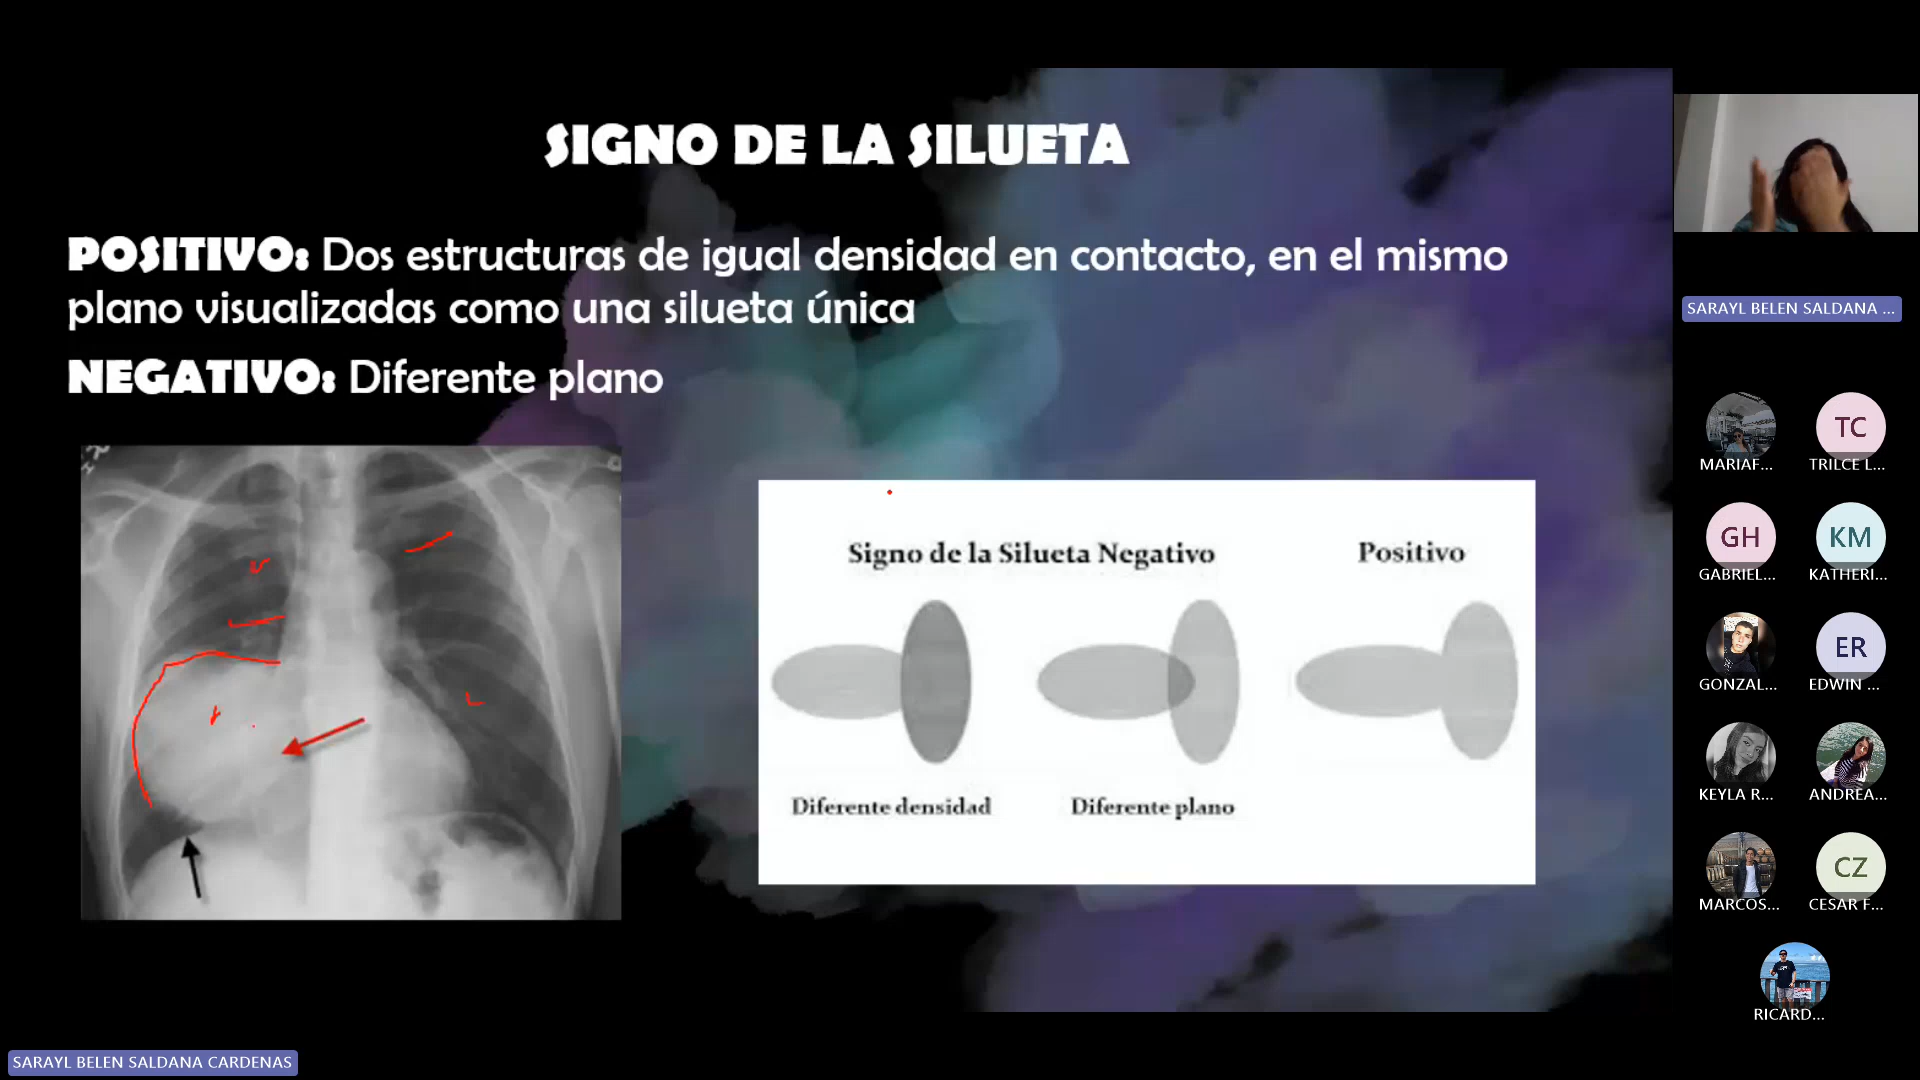 SIGNO DE LA SILUETA
POSITIVO: Dos estructuras de igual densidad en contacto, en el mismo
plano visualizadas como una silueta única
NEGATIVO: Diferente plano
Signo de la Silueta Negativo
Positivo
Diferente densidad
Diferente plano
SARAYL BELEN SALDANA ...
MARIAF...
TC
TRILCE L...
GH
GABRIEL...
KM
KATHERI...
GONZAL...
ER
EDWIN ...
KEYLA R...
ANDREA...
MARCOS...
CZ
CESAR F...
RICARD...
SARAYL BELEN SALDANA CARDENAS